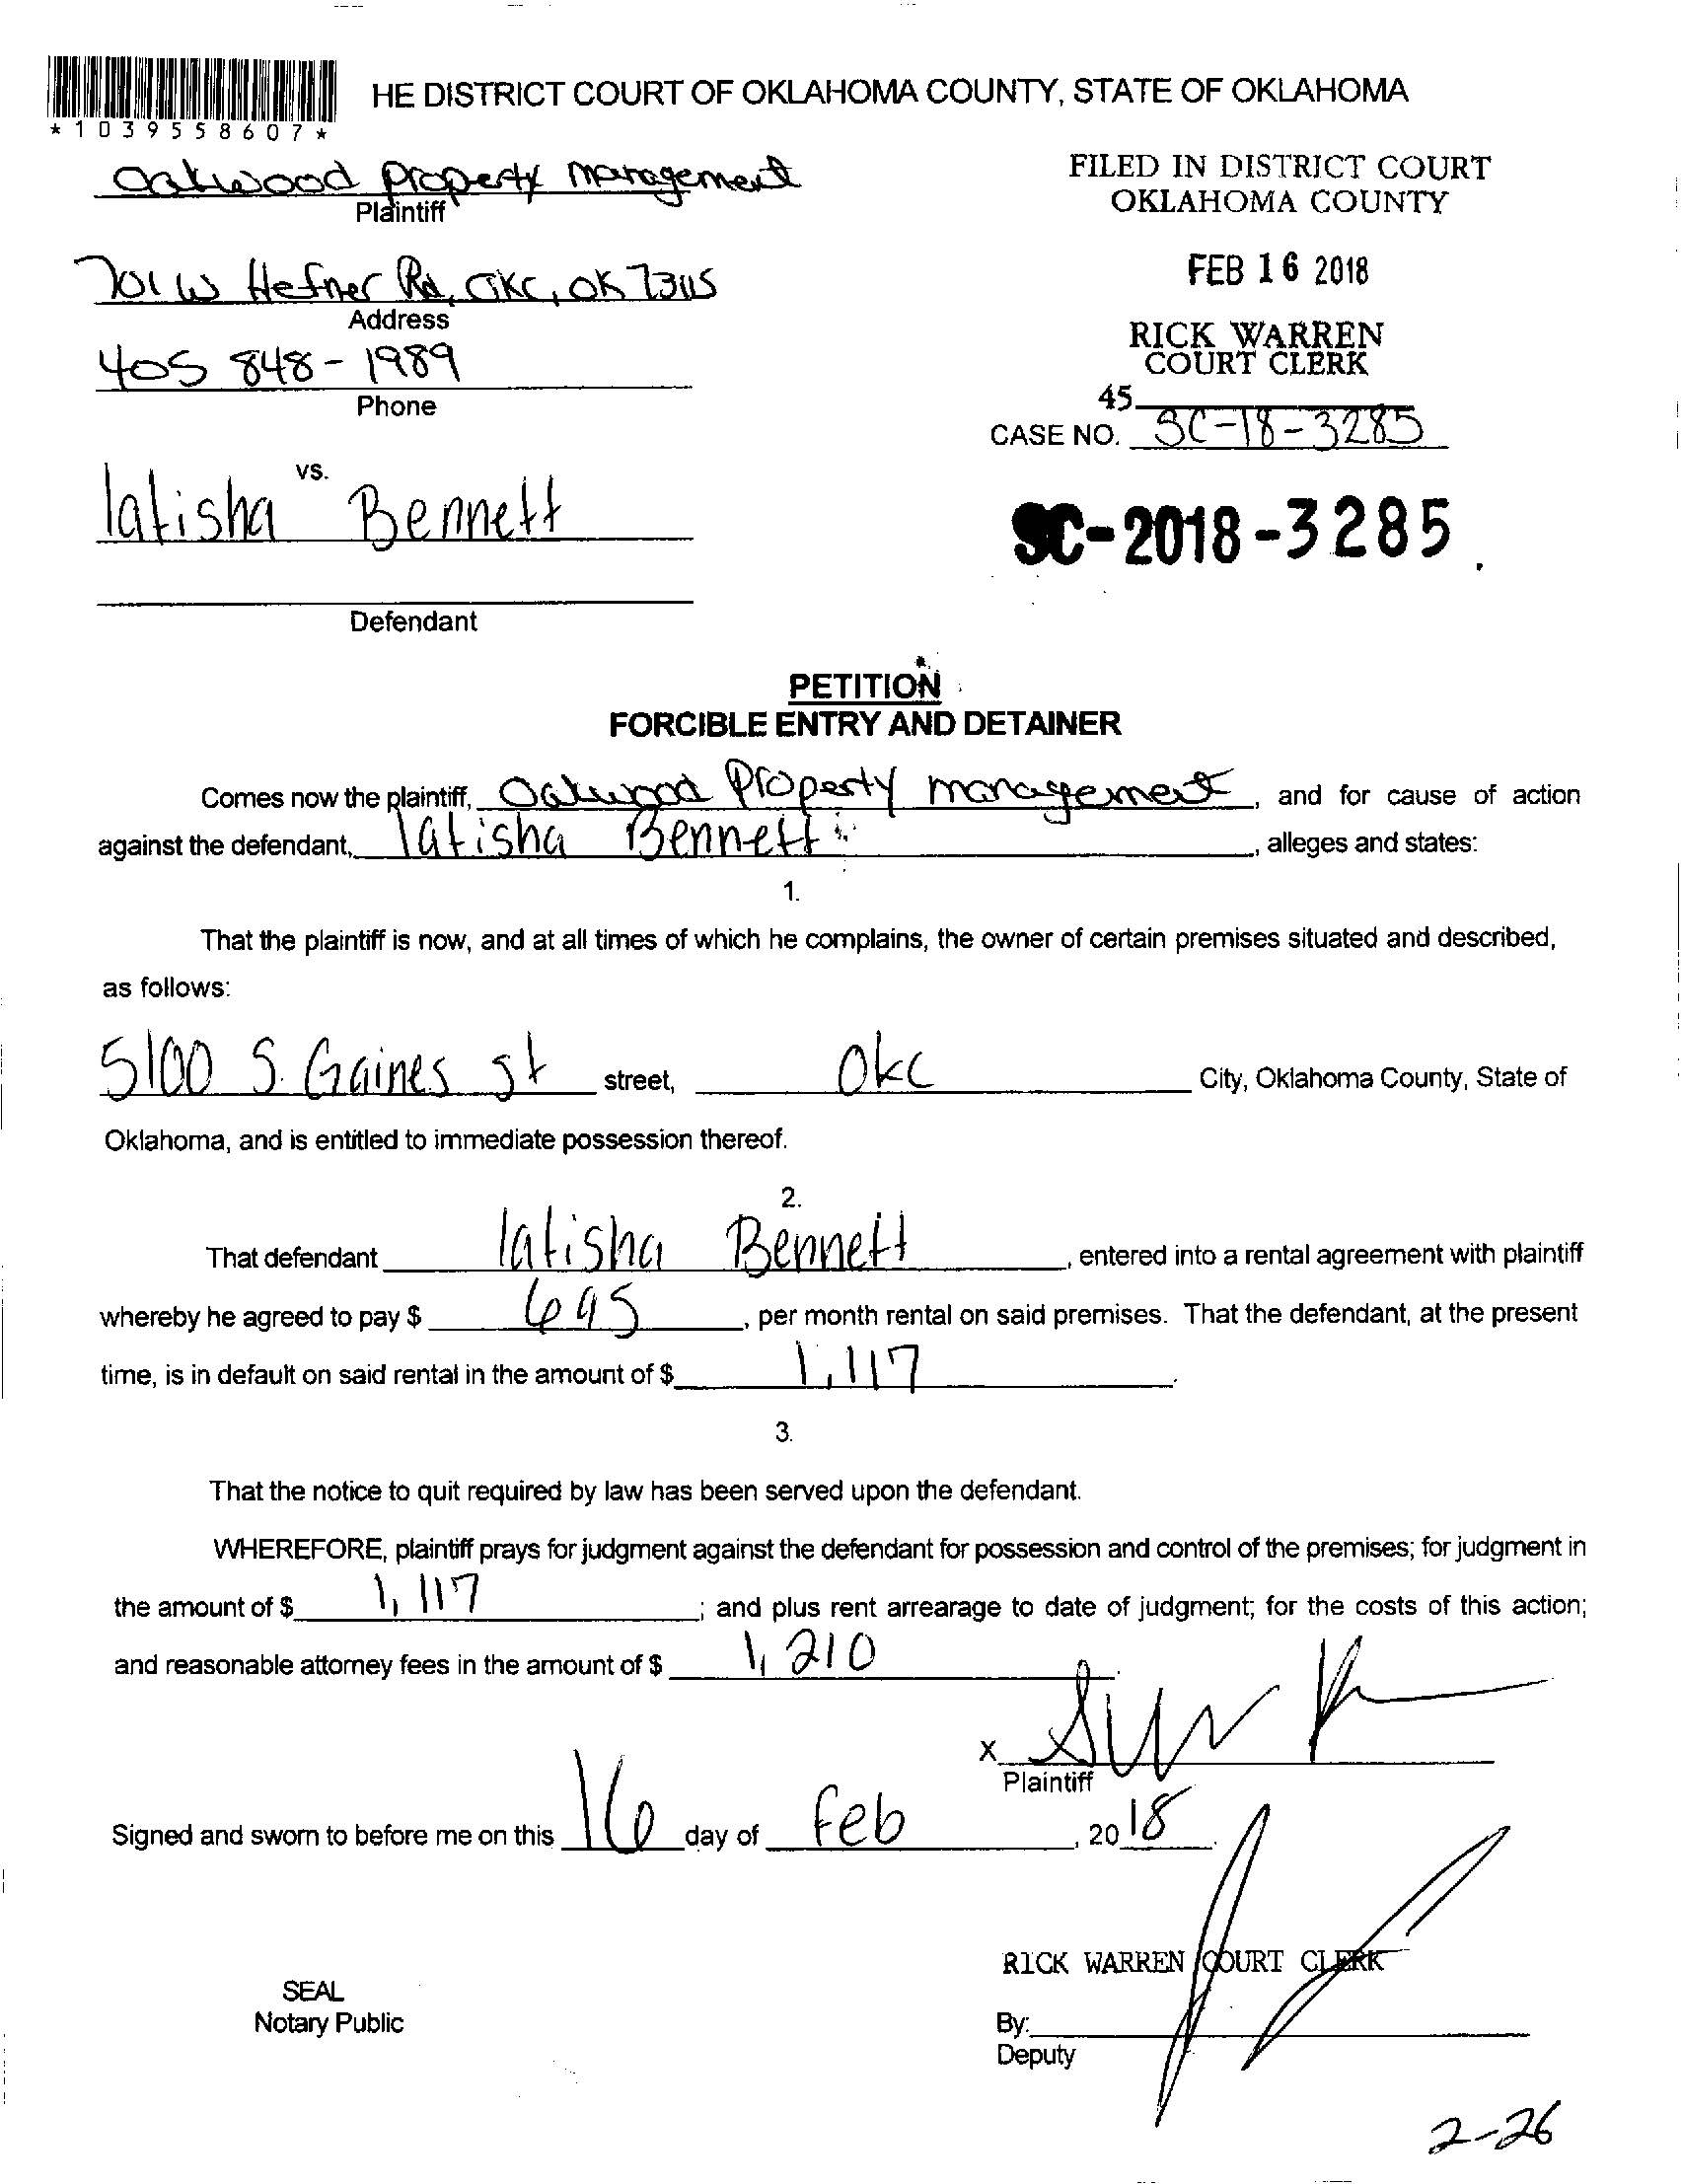 HE DISTRICT COURT OF OKLAHOMA COUNTY, STATE OF OKLAHOMA
*1039558607*
Oakwood Property Management
Plaintiff
FILED IN DISTRICT COURT
OKLAHOMA COUNTY
701 W Hefner Rd, OKC, OK 73115
Address
FEB 16 2018
405 848-1989
Phone
RICK WARREN
COURT CLERK
45
CASE NO. SC-18-3285
vs.
latisha Bennett
SC-2018-3285
Defendant
PETITION
FORCIBLE ENTRY AND DETAINER
Comes now the plaintiff, Oakwood Property management, and for cause of action
against the defendant, latisha Bennett, alleges and states:
1.
That the plaintiff is now, and at all times of which he complains, the owner of certain premises situated and described,
as follows:
5100 S. Gaines st street, Okc City, Oklahoma County, State of
Oklahoma, and is entitled to immediate possession thereof.
2.
That defendant latisha Bennett, entered into a rental agreement with plaintiff
whereby he agreed to pay $ 695, per month rental on said premises. That the defendant, at the present
time, is in default on said rental in the amount of $ 1,117.
3.
That the notice to quit required by law has been served upon the defendant.
WHEREFORE, plaintiff prays for judgment against the defendant for possession and control of the premises; for judgment in
the amount of $ 1,117; and plus rent arrearage to date of judgment; for the costs of this action;
and reasonable attorney fees in the amount of $ 1,210.
X
Plaintiff
Signed and sworn to before me on this 16 day of feb, 2018.
RICK WARREN COURT CLERK
SEAL
Notary Public
By:
Deputy
2-26